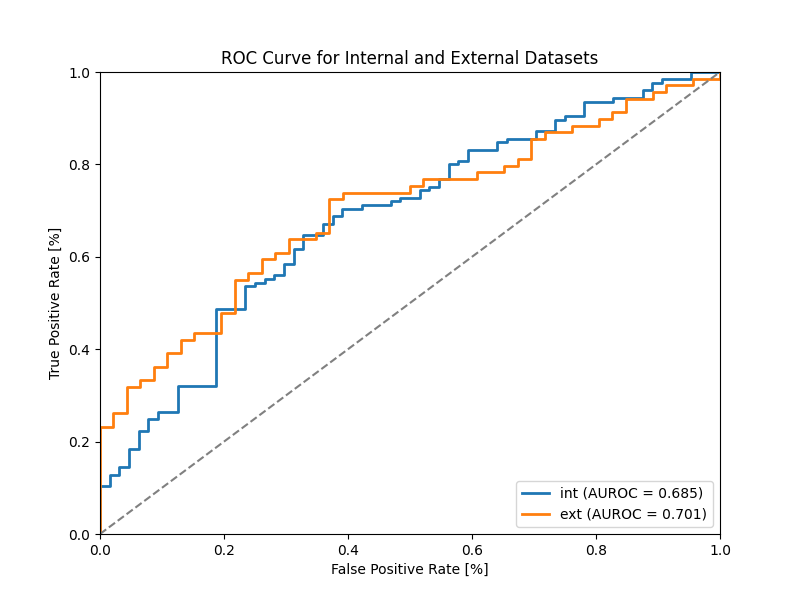 ROC Curve for Internal and External Datasets
1.0
0.8
0.6
0.4
0.2
0.0
True Positive Rate [%]
int (AUROC = 0.685)
ext (AUROC = 0.701)
0.0 0.2 0.4 0.6 0.8 1.0
False Positive Rate [%]